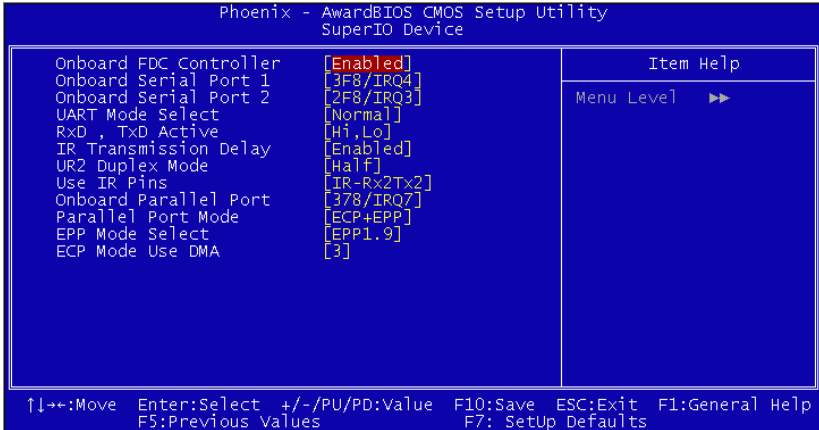 Phoenix - AwardBIOS CMOS Setup Utility
SuperIO Device
Onboard FDC Controller [Enabled]
Onboard Serial Port 1 [3F8/IRQ4]
Onboard Serial Port 2 [2F8/IRQ3]
UART Mode Select [Normal]
RxD , TxD Active [Hi,Lo]
IR Transmission Delay [Enabled]
UR2 Duplex Mode [Half]
Use IR Pins [IR-Rx2Tx2]
Onboard Parallel Port [378/IRQ7]
Parallel Port Mode [ECP+EPP]
EPP Mode Select [EPP1.9]
ECP Mode Use DMA [3]
Item Help
Menu Level ▶▶
↑↓→←:Move Enter:Select +/-/PU/PD:Value F10:Save ESC:Exit F1:General Help
F5:Previous Values F7: SetUp Defaults